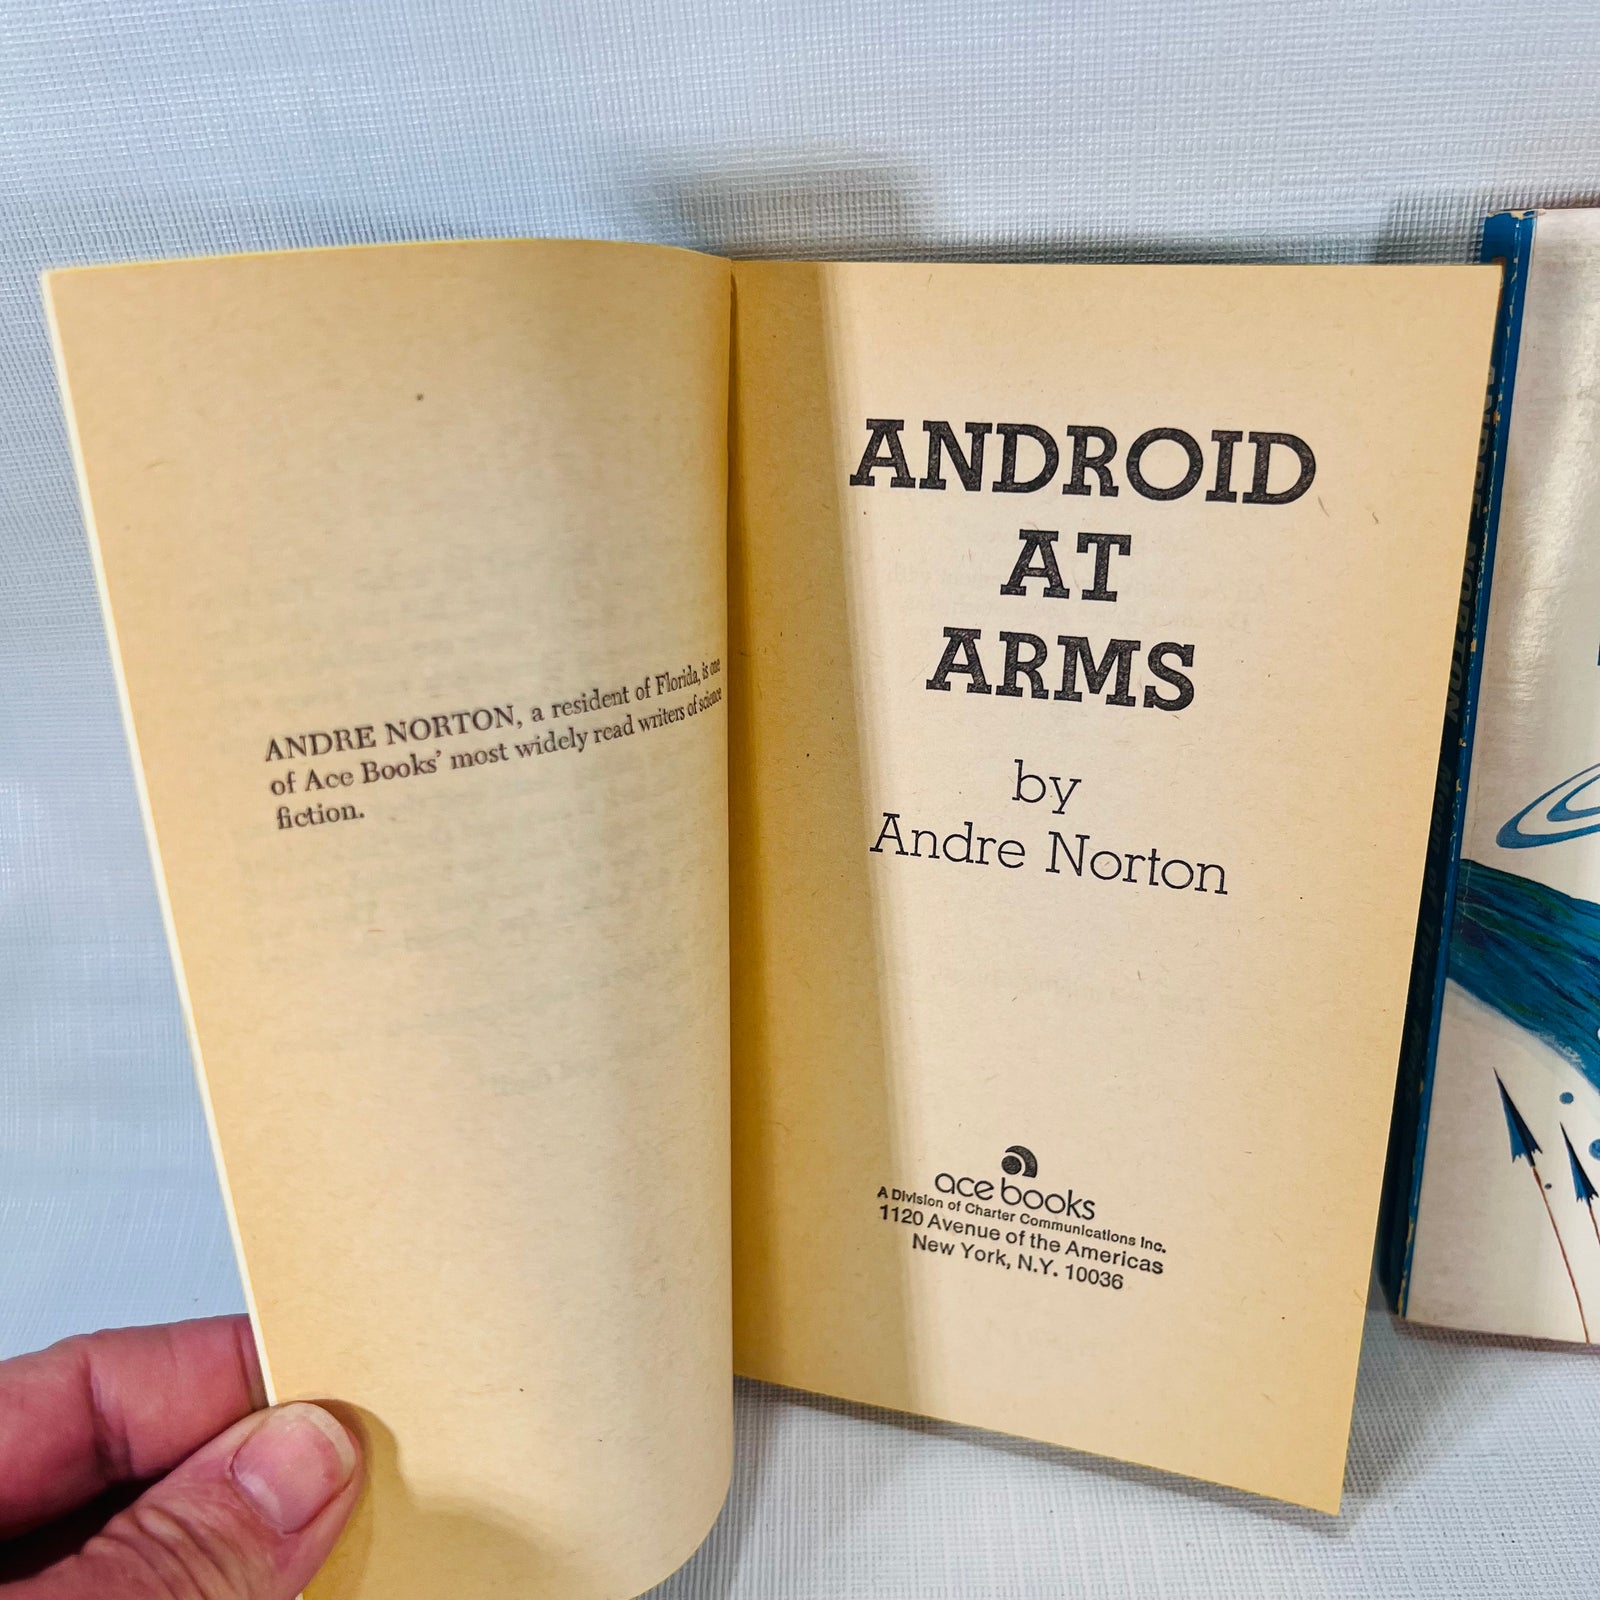 ANDRE NORTON, a resident of Florida, is one
of Ace Books' most widely read writers of science
fiction.
ANDROID
AT
ARMS
by
Andre Norton
ace books
A Division of Charter Communications Inc.
1120 Avenue of the Americas
New York, N.Y. 10036
ANDRE NORTON